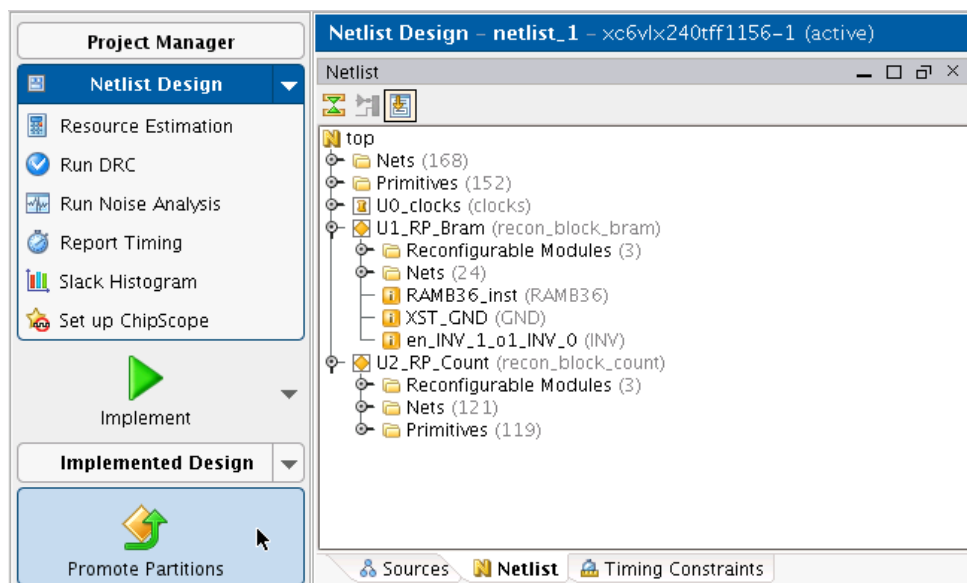 Project Manager
Netlist Design
Resource Estimation
Run DRC
Run Noise Analysis
Report Timing
Slack Histogram
Set up ChipScope
Implement
Implemented Design
Promote Partitions
Netlist Design - netlist_1 - xc6vlx240tff1156-1 (active)
Netlist
top
Nets (168)
Primitives (152)
U0_clocks (clocks)
U1_RP_Bram (recon_block_bram)
Reconfigurable Modules (3)
Nets (24)
RAMB36_inst (RAMB36)
XST_GND (GND)
en_INV_1_o1_INV_0 (INV)
U2_RP_Count (recon_block_count)
Reconfigurable Modules (3)
Nets (121)
Primitives (119)
Sources Netlist Timing Constraints